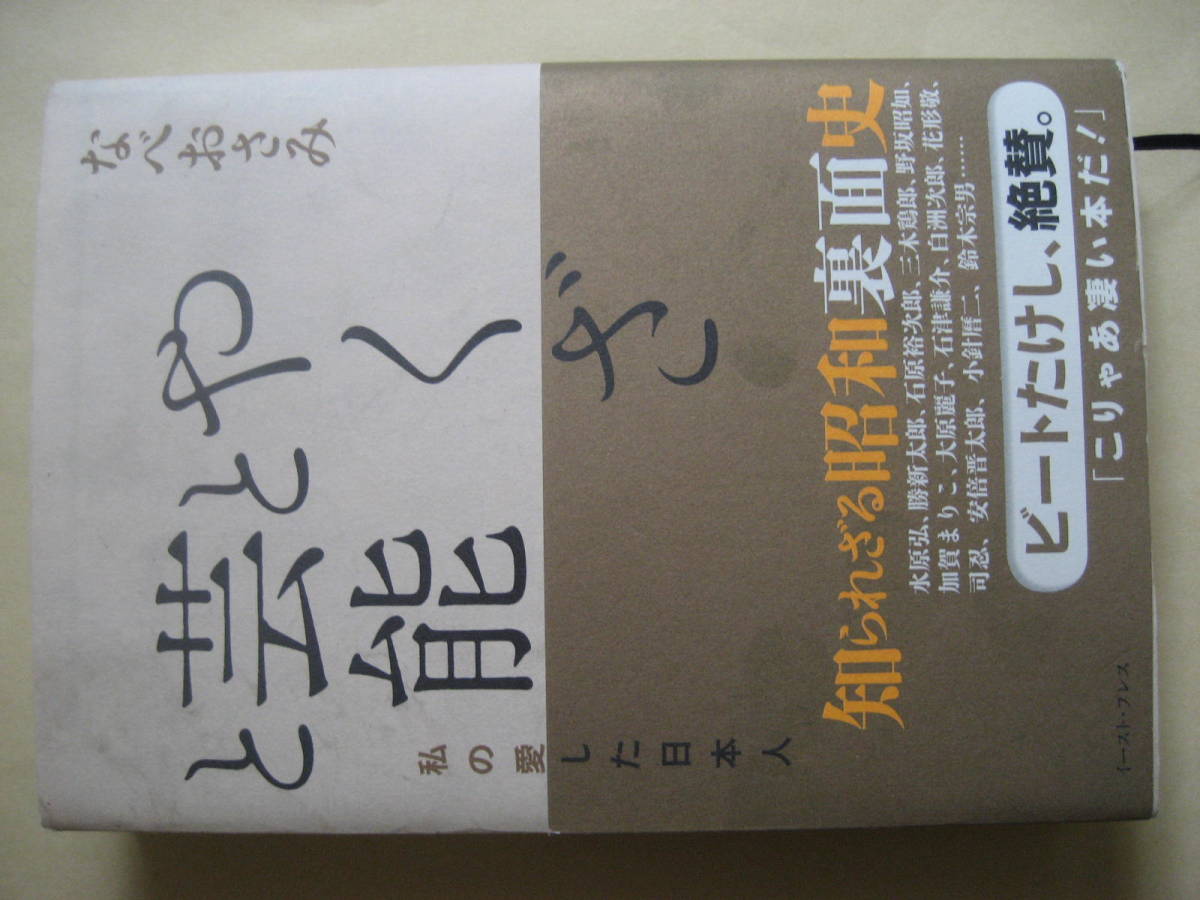 なべおさみ
やくざ
と
芸能
と
私の愛した日本人
知られざる昭和裏面史
水原弘、勝新太郎、石原裕次郎、三木鶏郎、野坂昭如、
加賀まりこ、大原麗子、石津謙介、白洲次郎、花形敬、
司忍、安倍晋太郎、小針暦二、鈴木宗男……
ビートたけし、絶賛。
「こりゃあ凄い本だ!」
イースト・プレス